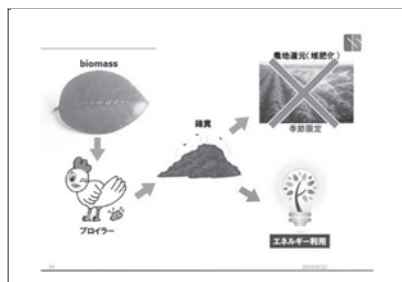 biomass
農地還元(堆肥化)
季節限定
鶏糞
ブロイラー
エネルギー利用